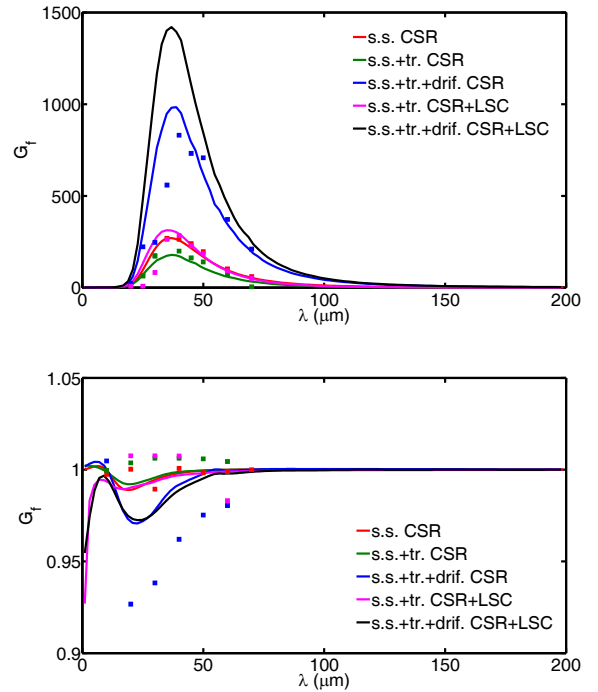 1500
1000
500
0
G_f
0 50 100 150 200
λ (μm)
s.s. CSR
s.s.+tr. CSR
s.s.+tr.+drif. CSR
s.s.+tr. CSR+LSC
s.s.+tr.+drif. CSR+LSC
1.05
1
0.95
0.9
G_f
0 50 100 150 200
λ (μm)
s.s. CSR
s.s.+tr. CSR
s.s.+tr.+drif. CSR
s.s.+tr. CSR+LSC
s.s.+tr.+drif. CSR+LSC